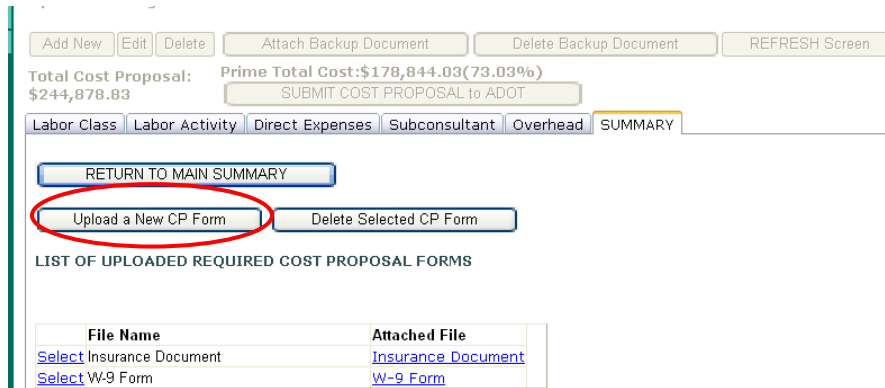 Add New Edit Delete Attach Backup Document Delete Backup Document REFRESH Screen
Total Cost Proposal: Prime Total Cost:$178,844.03(73.03%)
$244,878.83 SUBMIT COST PROPOSAL to ADOT
Labor Class Labor Activity Direct Expenses Subconsultant Overhead SUMMARY
RETURN TO MAIN SUMMARY
Upload a New CP Form Delete Selected CP Form
LIST OF UPLOADED REQUIRED COST PROPOSAL FORMS
File Name Attached File
Select Insurance Document Insurance Document
Select W-9 Form W-9 Form